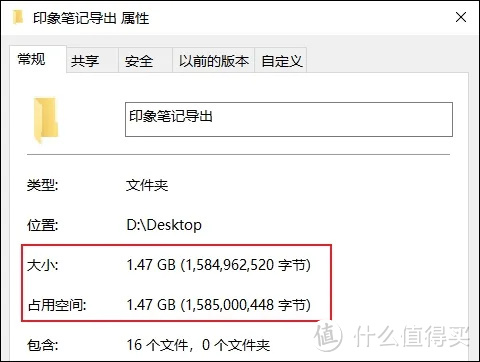 印象笔记导出 属性
常规 共享 安全 以前的版本 自定义
印象笔记导出
类型: 文件夹
位置: D:\Desktop
大小: 1.47 GB (1,584,962,520 字节)
占用空间: 1.47 GB (1,585,000,448 字节)
包含: 16 个文件，0 个文件夹
值 什么值得买